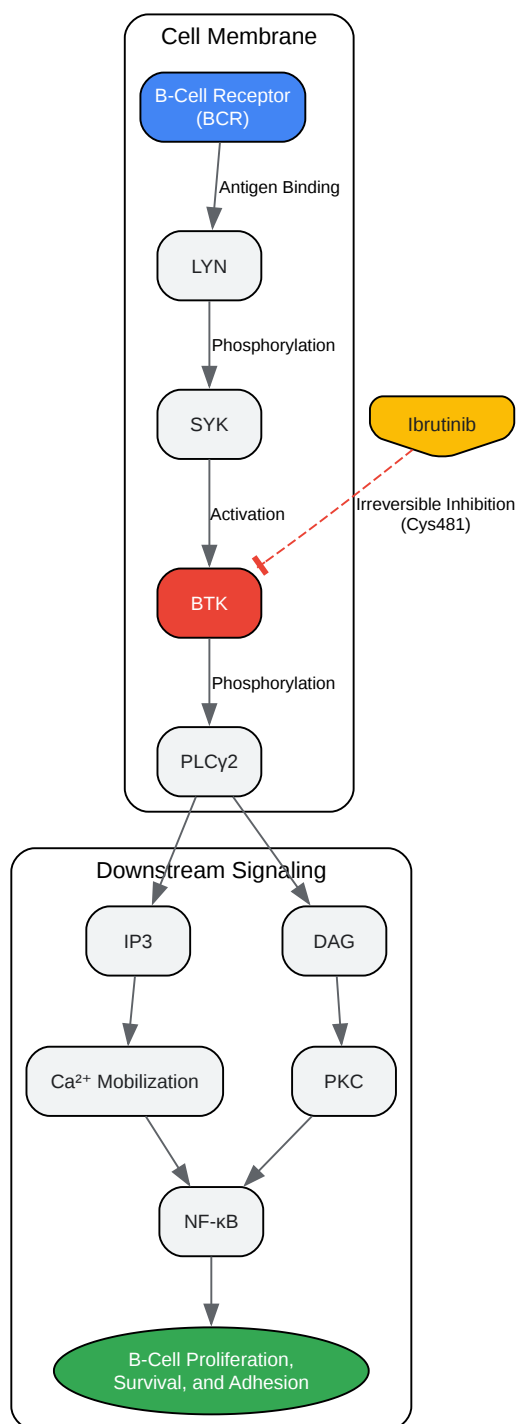 Cell Membrane
B-Cell Receptor
(BCR)
Antigen Binding
LYN
Phosphorylation
SYK
Ibrutinib
Activation
Irreversible Inhibition
(Cys481)
BTK
Phosphorylation
PLCγ2
Downstream Signaling
IP3
DAG
Ca²⁺ Mobilization
PKC
NF-κB
B-Cell Proliferation,
Survival, and Adhesion